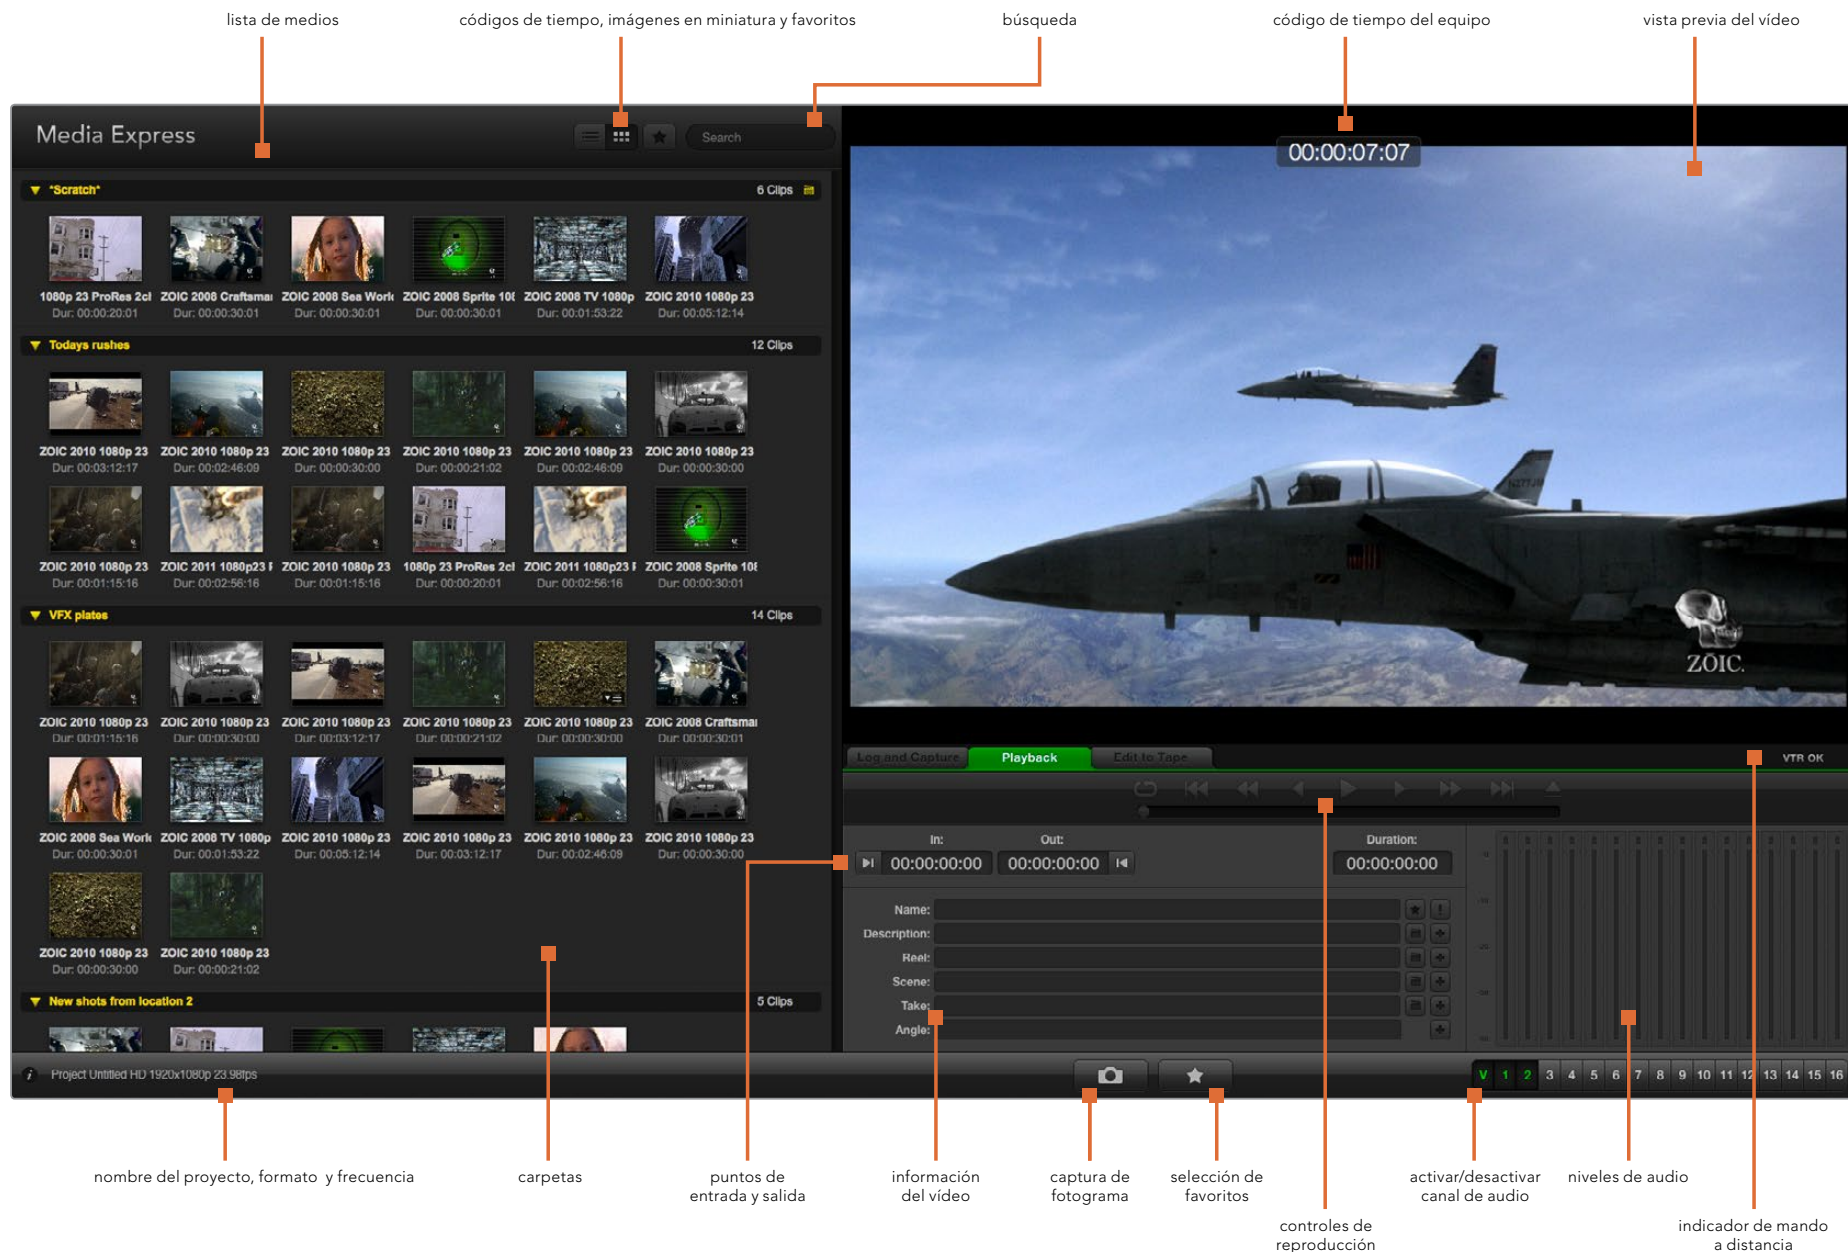 lista de medios
códigos de tiempo, imágenes en miniatura y favoritos
búsqueda
código de tiempo del equipo
vista previa del vídeo
Media Express
Search
00:00:07:07
*Scratch*
6 Clips
1080p 23 ProRes 2cl
ZOIC 2008 Craftsmar
ZOIC 2008 Sea World
ZOIC 2008 Sprite 108
ZOIC 2008 TV 1080p
ZOIC 2010 1080p 23
Dur: 00:00:20:01
Dur: 00:00:30:01
Dur: 00:00:30:01
Dur: 00:00:30:01
Dur: 00:01:53:22
Dur: 00:05:12:14
Todays rushes
12 Clips
ZOIC 2010 1080p 23
ZOIC 2010 1080p 23
ZOIC 2010 1080p 23
ZOIC 2010 1080p 23
ZOIC 2010 1080p 23
ZOIC 2010 1080p 23
Dur: 00:03:12:17
Dur: 00:02:46:09
Dur: 00:00:30:00
Dur: 00:00:21:02
Dur: 00:02:46:09
Dur: 00:00:30:00
ZOIC 2010 1080p 23
ZOIC 2011 1080p23 F
ZOIC 2010 1080p 23
1080p 23 ProRes 2cl
ZOIC 2011 1080p23 F
ZOIC 2008 Sprite 108
Dur: 00:01:15:16
Dur: 00:02:56:16
Dur: 00:01:15:16
Dur: 00:00:20:01
Dur: 00:02:56:16
Dur: 00:00:30:01
VFX plates
14 Clips
ZOIC 2010 1080p 23
ZOIC 2010 1080p 23
ZOIC 2010 1080p 23
ZOIC 2010 1080p 23
ZOIC 2010 1080p 23
ZOIC 2008 Craftsmar
Dur: 00:01:15:16
Dur: 00:00:30:00
Dur: 00:03:12:17
Dur: 00:00:21:02
Dur: 00:00:30:00
Dur: 00:00:30:01
ZOIC 2008 Sea World
ZOIC 2008 TV 1080p
ZOIC 2010 1080p 23
ZOIC 2010 1080p 23
ZOIC 2010 1080p 23
ZOIC 2010 1080p 23
Dur: 00:00:30:01
Dur: 00:01:53:22
Dur: 00:05:12:14
Dur: 00:03:12:17
Dur: 00:02:46:09
Dur: 00:00:30:00
ZOIC 2010 1080p 23
ZOIC 2010 1080p 23
Dur: 00:00:30:00
Dur: 00:00:21:02
New shots from location 2
5 Clips
ZŌIC.
Log and Capture
Playback
Edit to Tape
VTR OK
In:
Out:
Duration:
00:00:00:00
00:00:00:00
00:00:00:00
Name:
Description:
Reel:
Scene:
Take:
Angle:
Project Untitled HD 1920x1080p 23.98fps
V 1 2 3 4 5 6 7 8 9 10 11 12 13 14 15 16
nombre del proyecto, formato y frecuencia
carpetas
puntos de
entrada y salida
información
del vídeo
captura de
fotograma
selección de
favoritos
controles de
reproducción
activar/desactivar
canal de audio
niveles de audio
indicador de mando
a distancia